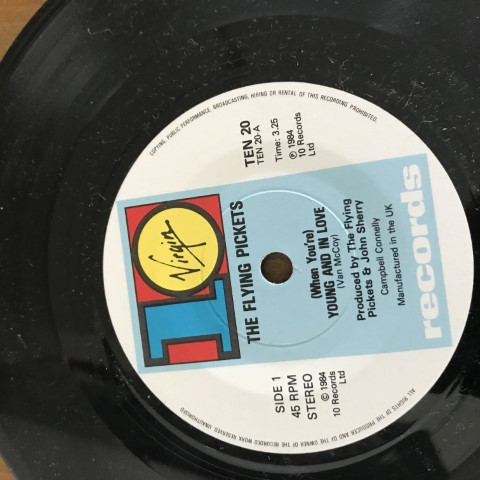 COPYING, PUBLIC PERFORMANCE, BROADCASTING, HIRING OR RENTAL OF THIS RECORDING PROHIBITED.
10
Virgin
THE FLYING PICKETS
TEN 20
TEN 20-A
Time: 3.25
℗ 1984
10 Records
Ltd
SIDE 1
45 RPM
STEREO
© 1984
10 Records
Ltd
(When You're)
YOUNG AND IN LOVE
(Van McCoy)
Produced by The Flying
Pickets & John Sherry
Campbell Connelly
Manufactured in the UK
records
ALL RIGHTS OF THE PRODUCER AND OF THE OWNER OF THE WORK REPRODUCED RESERVED. UNAUTHORISED